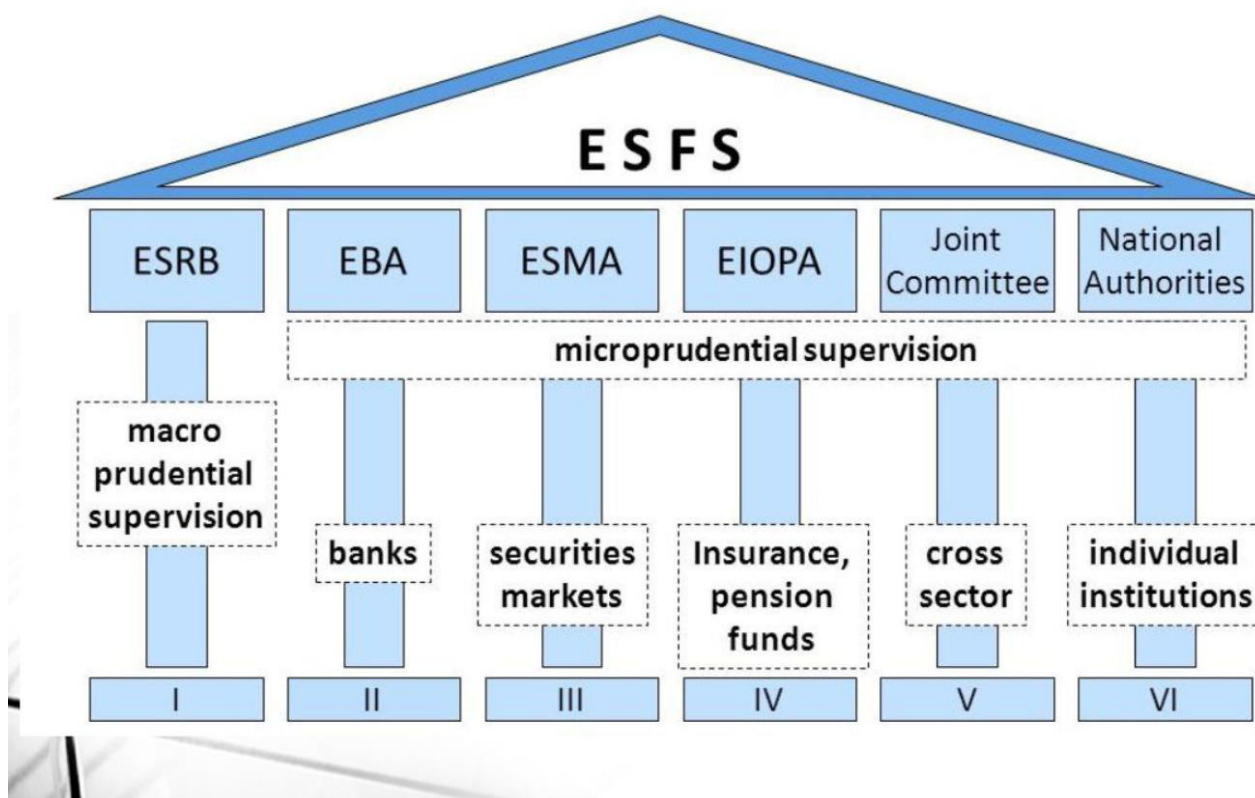 E S F S
ESRB
EBA
ESMA
EIOPA
Joint
Committee
National
Authorities
microprudential supervision
macro
prudential
supervision
banks
securities
markets
Insurance,
pension
funds
cross
sector
individual
institutions
I
II
III
IV
V
VI